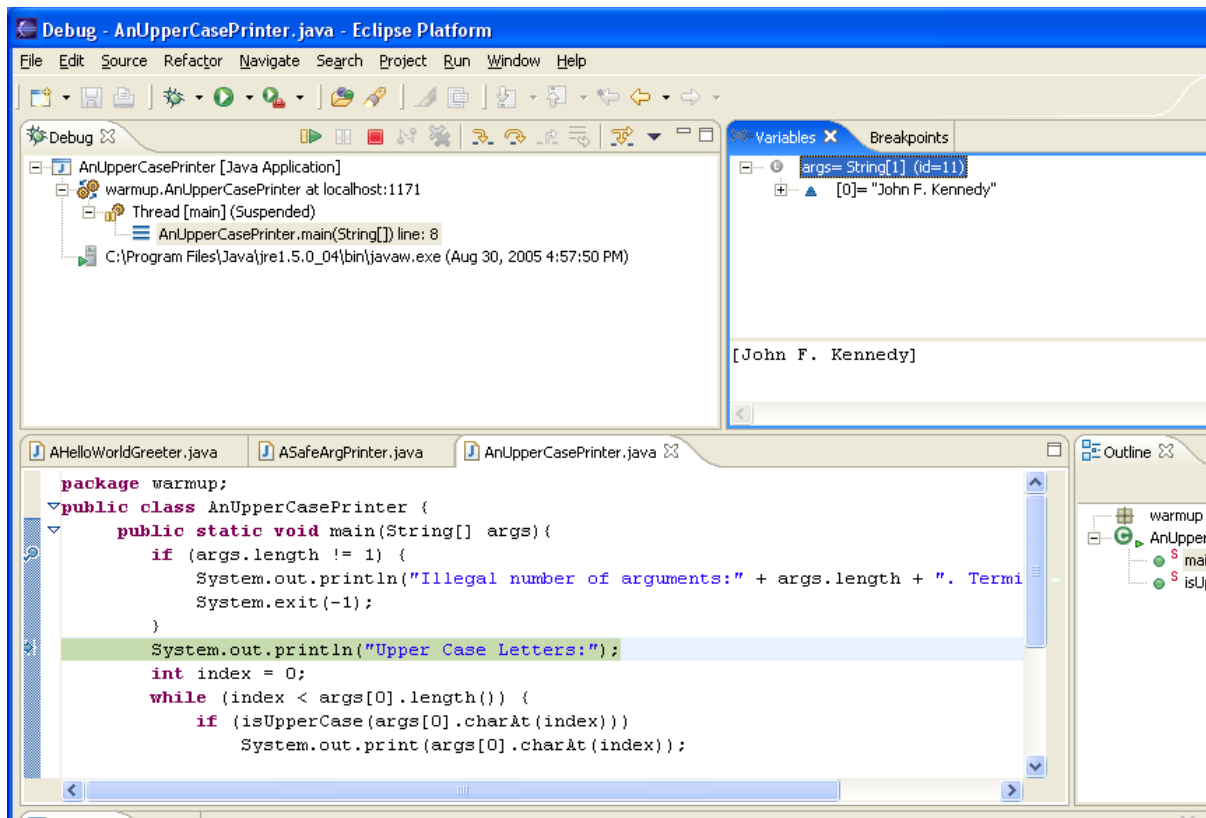 Debug - AnUpperCasePrinter.java - Eclipse Platform
File Edit Source Refactor Navigate Search Project Run Window Help
Debug
AnUpperCasePrinter [Java Application]
warmup.AnUpperCasePrinter at localhost:1171
Thread [main] (Suspended)
AnUpperCasePrinter.main(String[]) line: 8
C:\Program Files\Java\jre1.5.0_04\bin\javaw.exe (Aug 30, 2005 4:57:50 PM)
Variables Breakpoints
args= String[1] (id=11)
[0]= "John F. Kennedy"
[John F. Kennedy]
AHelloWorldGreeter.java ASafeArgPrinter.java AnUpperCasePrinter.java
package warmup;
public class AnUpperCasePrinter {
public static void main(String[] args){
if (args.length != 1) {
System.out.println("Illegal number of arguments:" + args.length + ". Termi
System.exit(-1);
}
System.out.println("Upper Case Letters:");
int index = 0;
while (index < args[0].length()) {
if (isUpperCase(args[0].charAt(index)))
System.out.print(args[0].charAt(index));
Outline
warmup
AnUpper
S mai
S isU